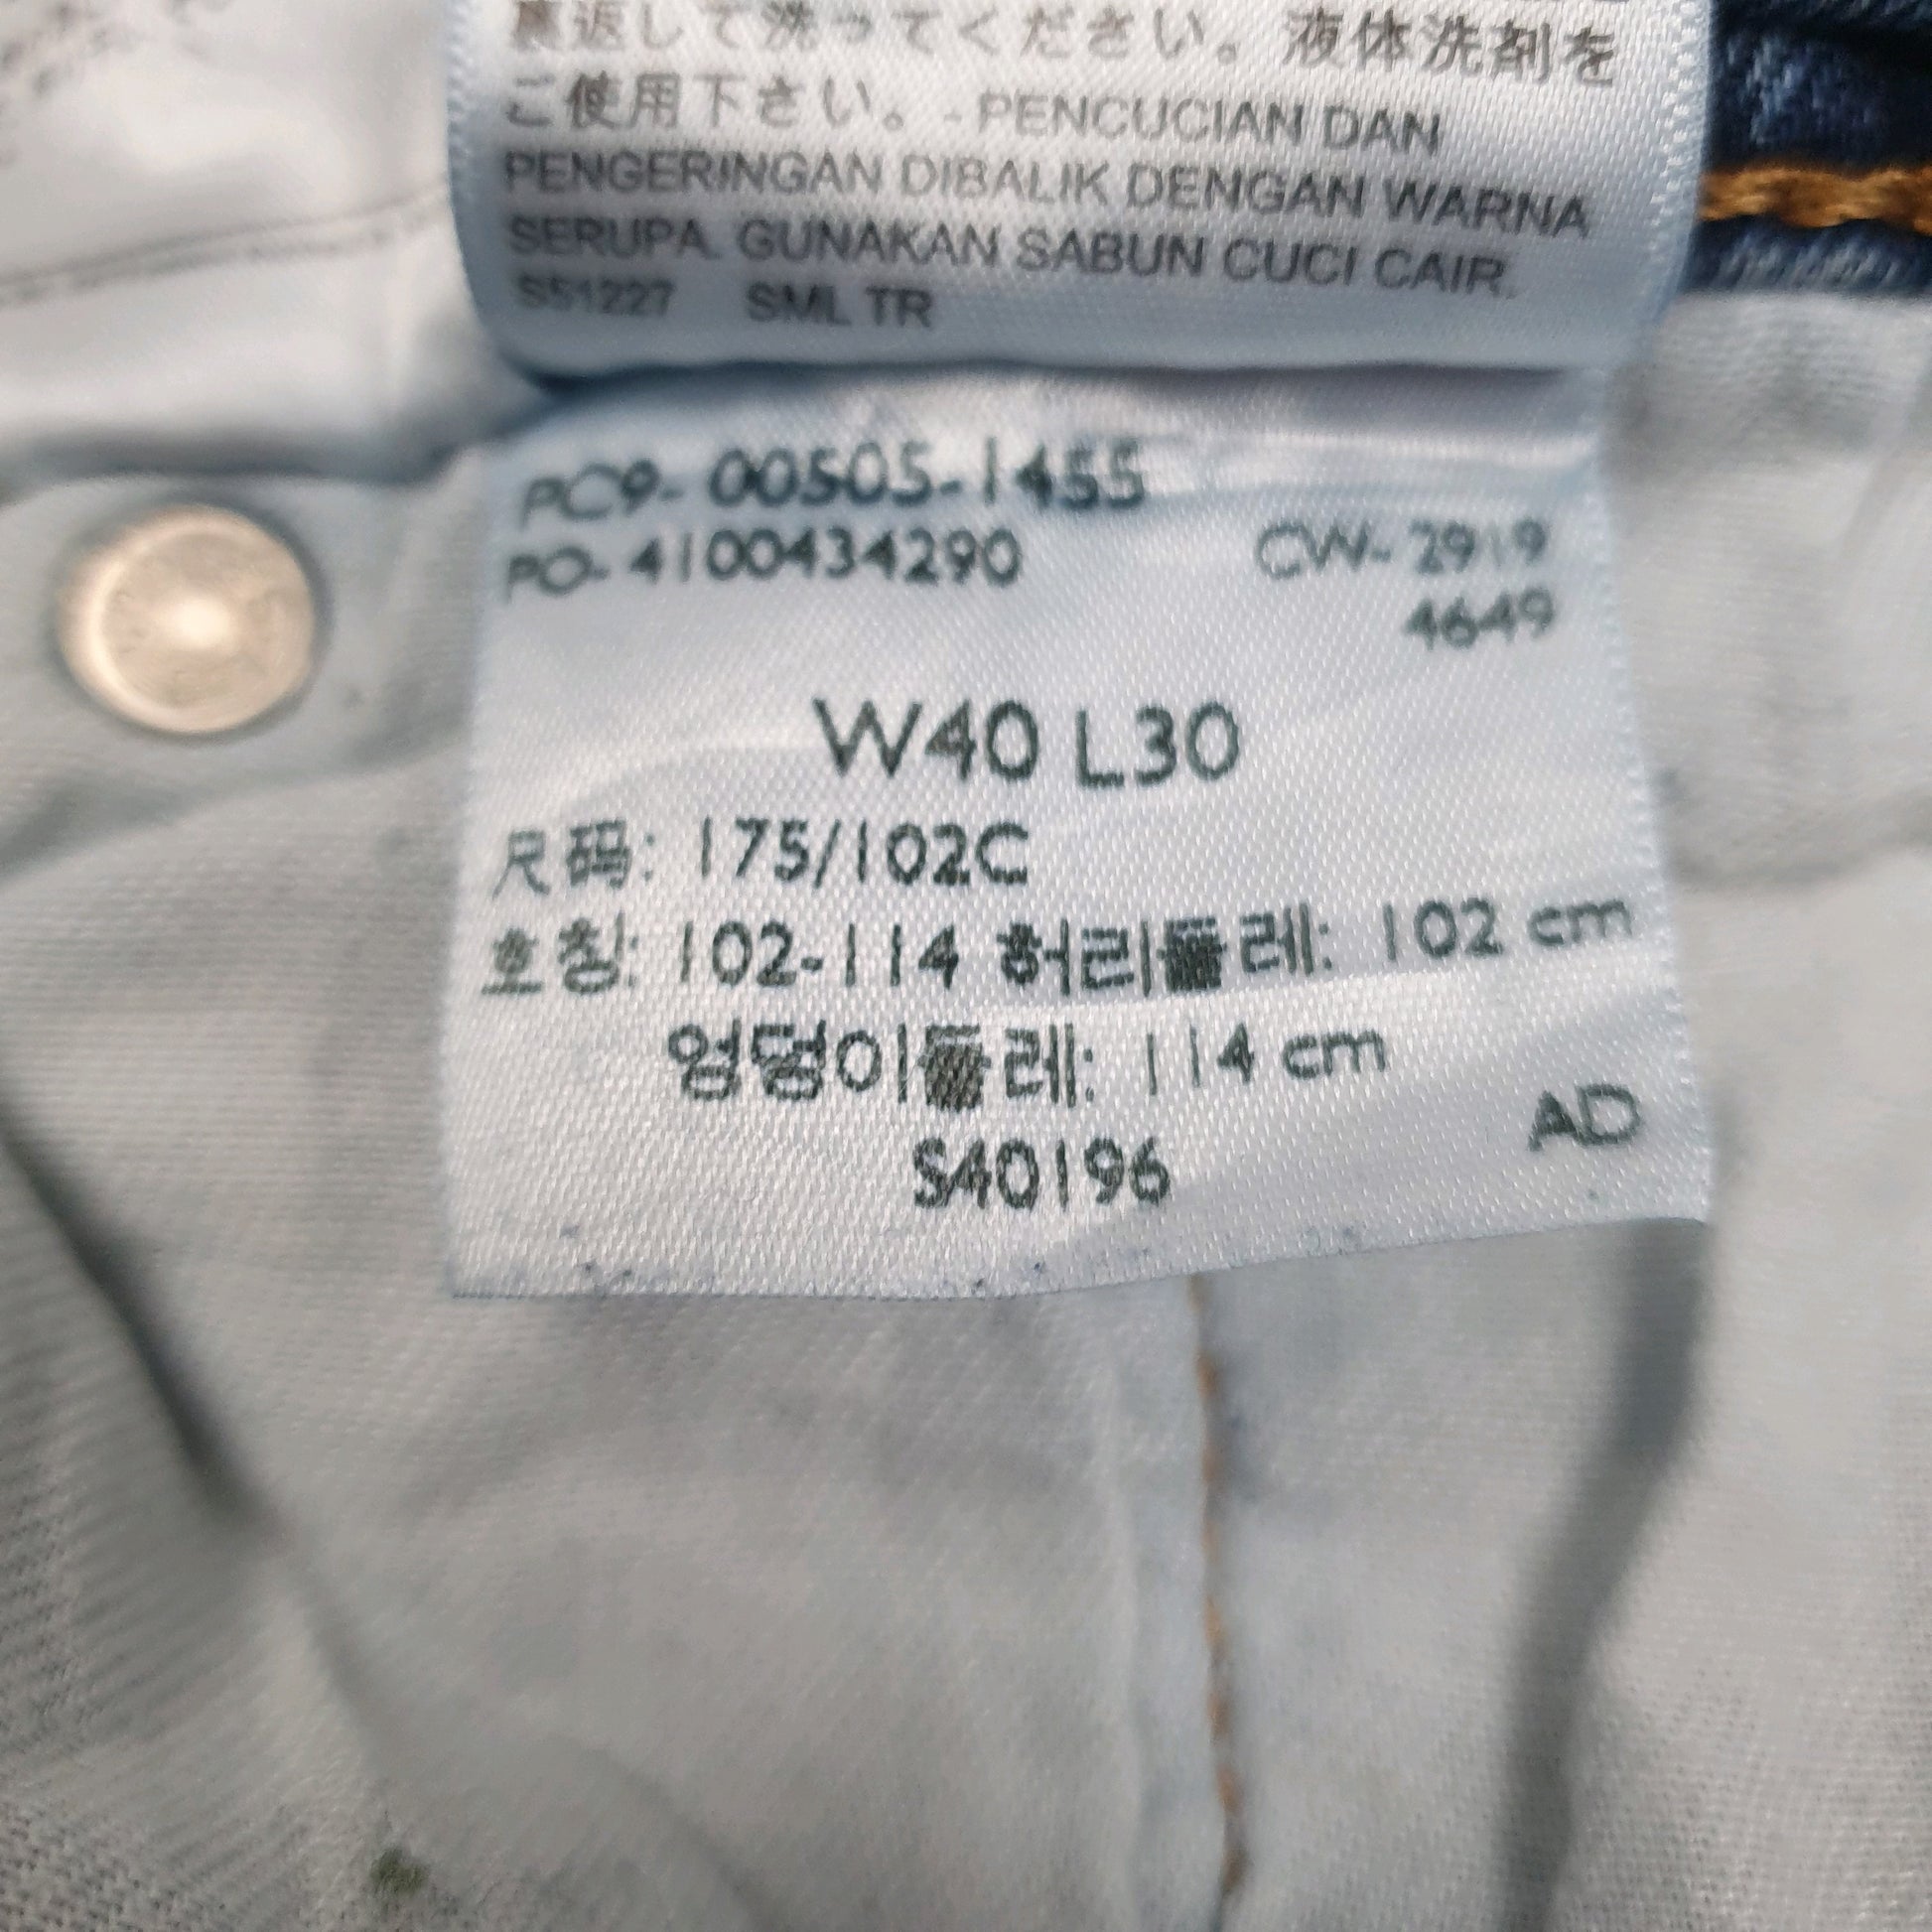 裏返して洗ってください。液体洗剤を
ご使用下さい。-PENCUCIAN DAN
PENGERINGAN DIBALIK DENGAN WARNA
SERUPA. GUNAKAN SABUN CUCI CAIR.
S51227 SML TR
PC9-00505-1455
PO-4100434290 CW-2919
4649
W40 L30
尺码: 175/102C
호칭: 102-114 허리둘레: 102 cm
엉덩이둘레: 114 cm
AD
S40196